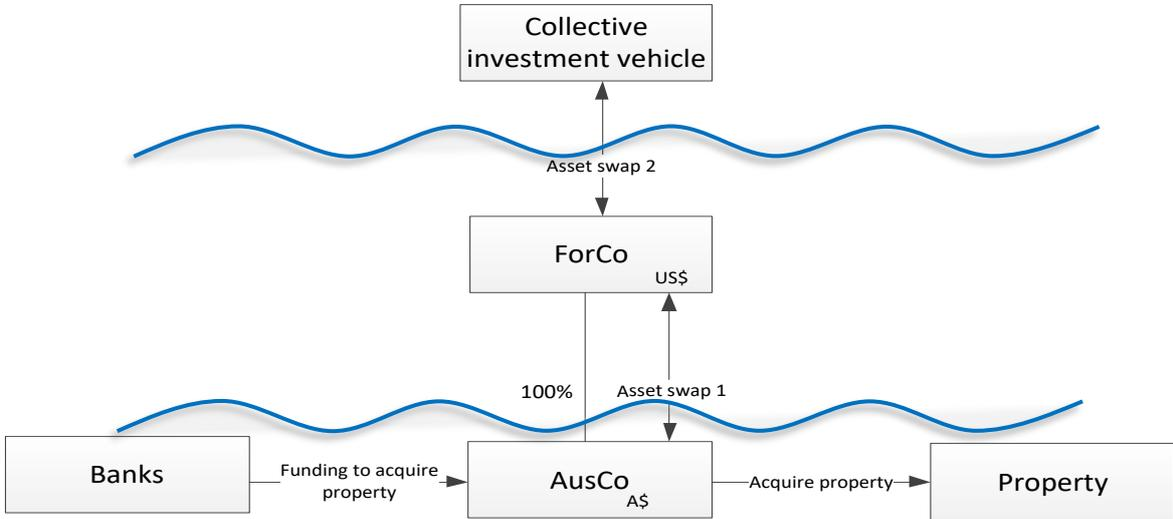 Collective
investment vehicle
Asset swap 2
ForCo
US$
100%
Asset swap 1
Banks
Funding to acquire
property
AusCo
A$
Acquire property
Property